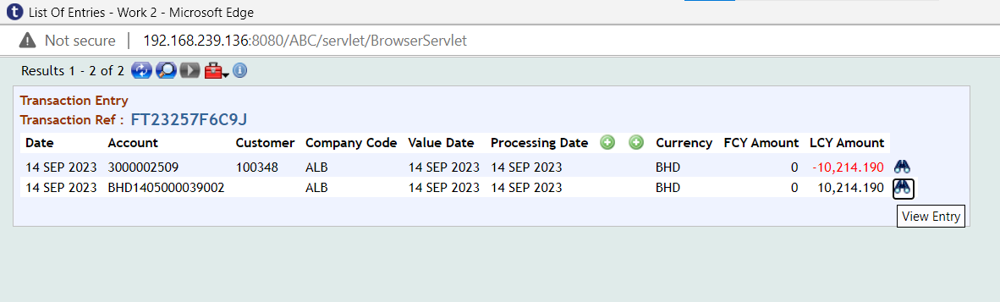 List Of Entries - Work 2 - Microsoft Edge
Not secure | 192.168.239.136:8080/ABC/servlet/BrowserServlet
Results 1 - 2 of 2
Transaction Entry
Transaction Ref : FT23257F6C9J
Date Account Customer Company Code Value Date Processing Date Currency FCY Amount LCY Amount
14 SEP 2023 3000002509 100348 ALB 14 SEP 2023 14 SEP 2023 BHD 0 -10,214.190
14 SEP 2023 BHD1405000039002 ALB 14 SEP 2023 14 SEP 2023 BHD 0 10,214.190
View Entry